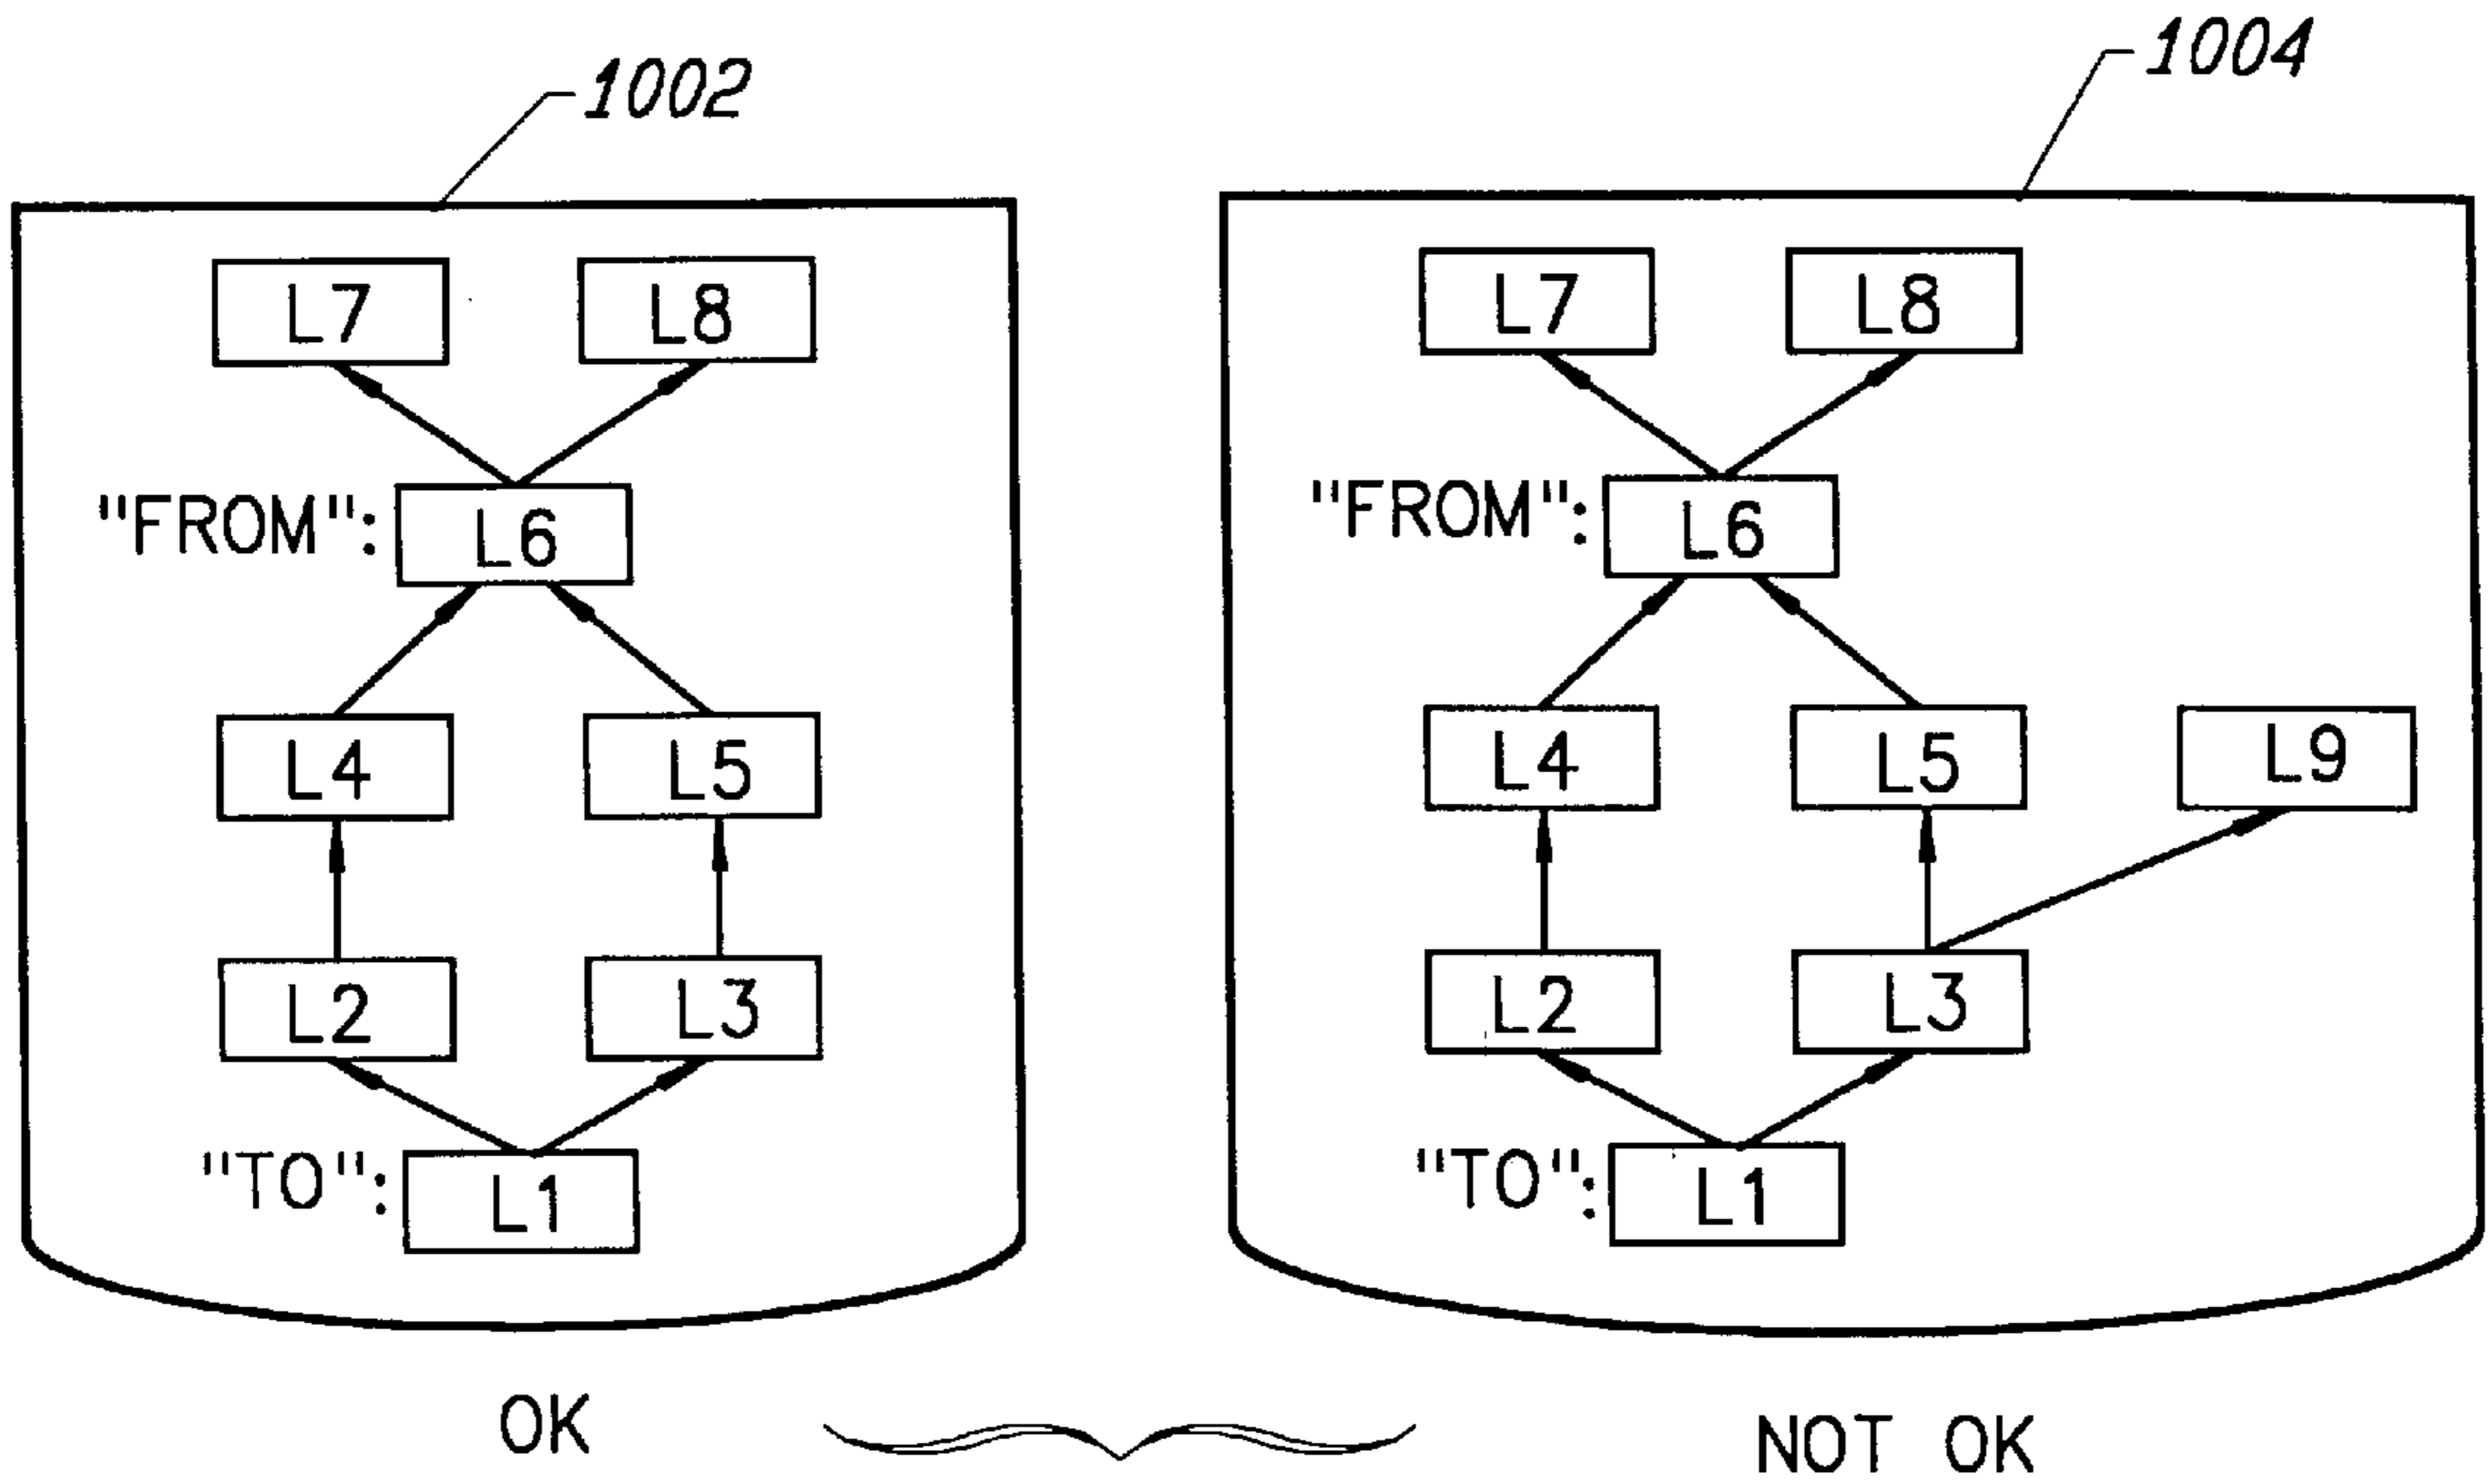 1002
L7 L8
"FROM": L6
L4 L5
L2 L3
"TO": L1
OK
1004
L7 L8
"FROM": L6
L4 L5 L9
L2 L3
"TO": L1
NOT OK